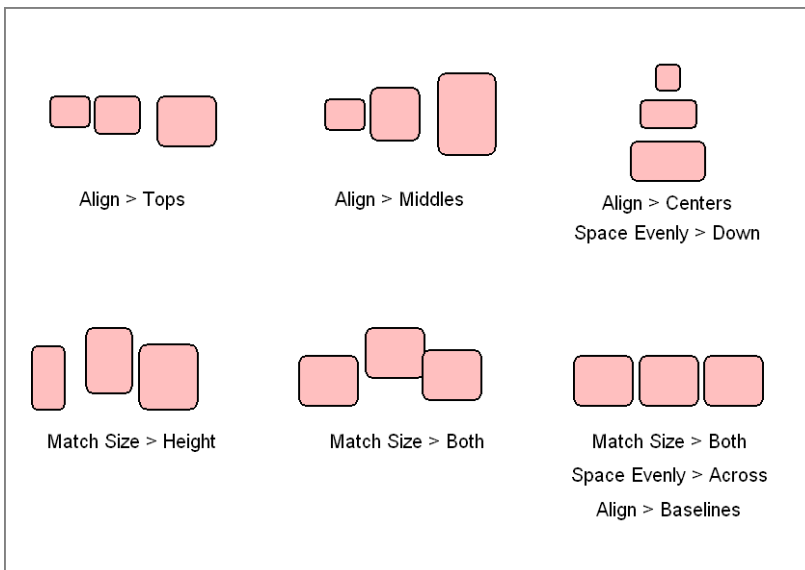 Align > Tops
Align > Middles
Align > Centers
Space Evenly > Down
Match Size > Height
Match Size > Both
Match Size > Both
Space Evenly > Across
Align > Baselines